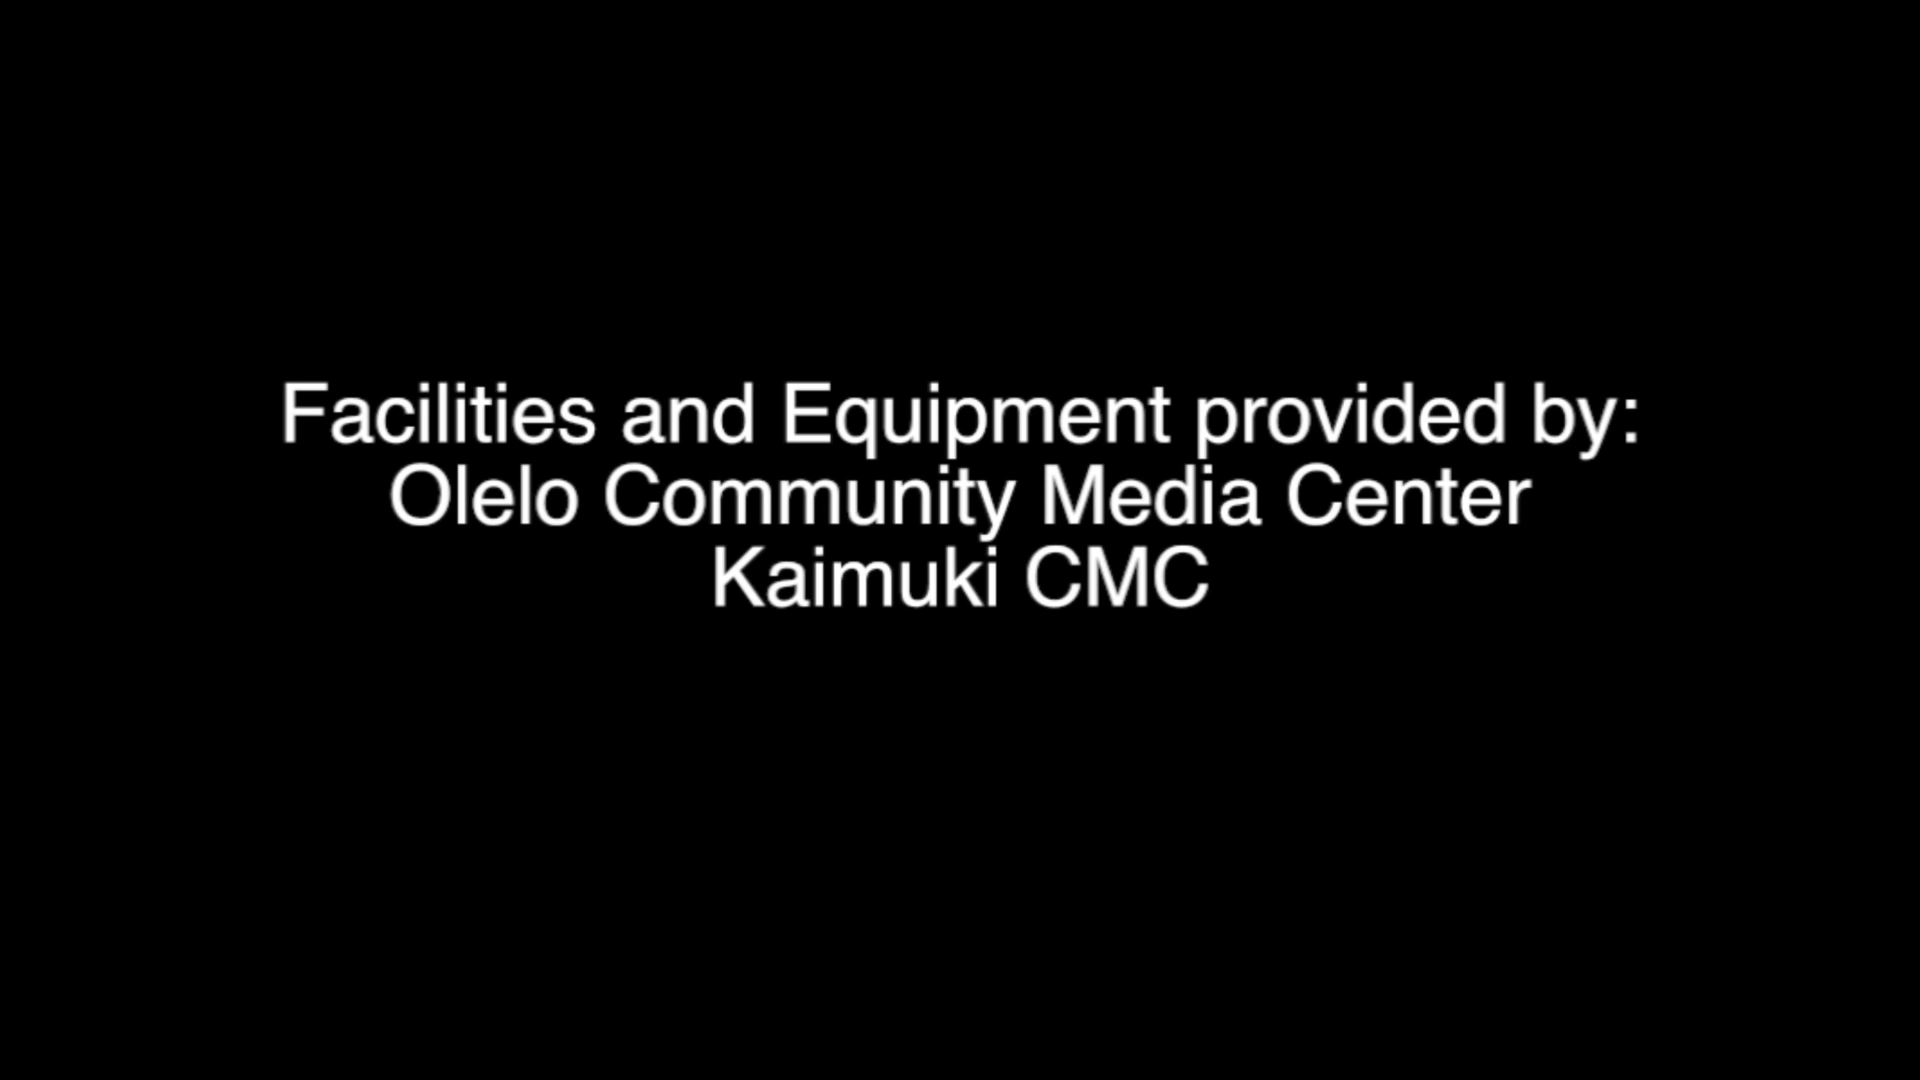 Facilities and Equipment provided by:
Olelo Community Media Center
Kaimuki CMC